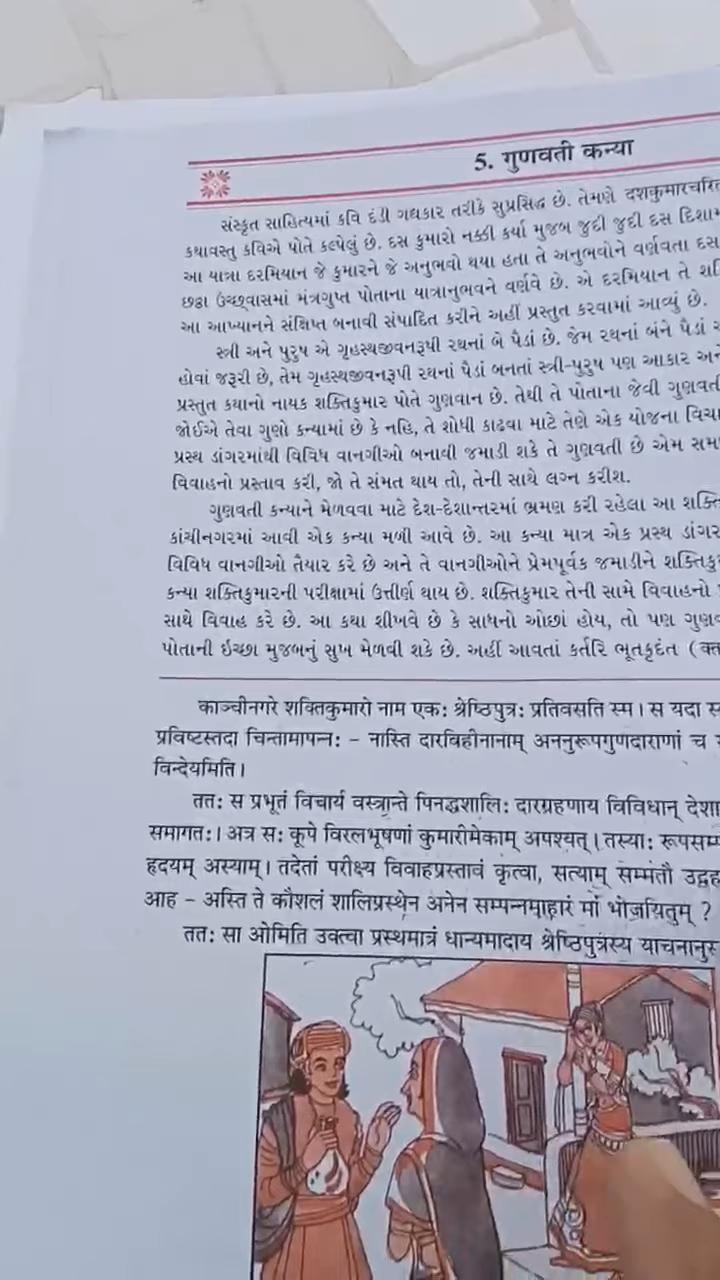 5. गुणवती कन्या
સંસ્કૃત સાહિત્યમાં કવિ દંડી ગદ્યકાર તરીકે સુપ્રસિદ્ધ છે. તેમણે દશકુમારચરિત
કથાવસ્તુ કવિએ પોતે કલ્પેલું છે. દસ કુમારો નક્કી કર્યા મુજબ જુદી જુદી દસ
આ યાત્રા દરમિયાન જે કુમારને જે અનુભવો થયા હતા તે અનુભવોને વર્ણવતા દસ
છઠ્ઠા ઉચ્છ્વાસમાં મંત્રગુપ્ત પોતાના યાત્રાનુભવને વર્ણવે છે. એ દરમિયાન તે
આ આખ્યાનને સંક્ષિપ્ત બનાવી સંપાદિત કરીને અહીં પ્રસ્તુત કરવામાં આવ્યું છે.
સ્ત્રી અને પુરુષ એ ગૃહસ્થજીવનરૂપી રથનાં બે પૈડાં છે. જેમ રથનાં બંને પૈડાં
હોવાં જરૂરી છે, તેમ ગૃહસ્થજીવનરૂપી રથનાં પૈડાં બનતાં સ્ત્રી-પુરુષ પણ આકાર
પ્રસ્તુત કથાનો નાયક શક્તિકુમાર પોતે ગુણવાન છે. તેથી તે પોતાના જેવી
જોઈએ તેવા ગુણો કન્યામાં છે કે નહિ, તે શોધી કાઢવા માટે તેણે એક યોજના
પ્રસ્થ ડાંગરમાંથી વિવિધ વાનગીઓ બનાવી જમાડી શકે તે ગુણવતી છે એમ
વિવાહનો પ્રસ્તાવ કરી, જો તે સંમત થાય તો, તેની સાથે લગ્ન કરીશ.
ગુણવતી કન્યાને મેળવવા માટે દેશ-દેશાન્તરમાં ભ્રમણ કરી રહેલા આ
કાંચીનગરમાં આવી એક કન્યા મળી આવે છે. આ કન્યા માત્ર એક પ્રસ્થ ડાંગર
વિવિધ વાનગીઓ તૈયાર કરે છે અને તે વાનગીઓને પ્રેમપૂર્વક જમાડીને
કન્યા શક્તિકુમારની પરીક્ષામાં ઉત્તીર્ણ થાય છે. શક્તિકુમાર તેની સામે વિવાહનો
સાથે વિવાહ કરે છે. આ કથા શીખવે છે કે સાધનો ઓછાં હોય, તો પણ
પોતાની ઇચ્છા મુજબનું સુખ મેળવી શકે છે. અહીં આવતાં કર્તરિ ભૂતકૃદંત (क्त
काञ्चीनगरे शक्तिकुमारो नाम एकः श्रेष्ठिपुत्रः प्रतिवसति स्म। स यदा
प्रविष्टस्तदा चिन्तामापन्नः - नास्ति दारविहीनानाम् अननुरूपगुणदाराणां च
विन्देयमिति।
ततः स प्रभूतं विचार्य वस्त्रान्ते पिनद्धशालिः दारग्रहणाय विविधान् देशा
समागतः। अत्र सः कूपे विरलभूषणां कुमारीमेकाम् अपश्यत्। तस्याः रूपसम्प
हृदयम् अस्याम्। तदेतां परीक्ष्य विवाहप्रस्तावं कृत्वा, सत्याम् सम्मतौ उद्वह
आह - अस्ति ते कौशलं शालिप्रस्थेन अनेन सम्पन्नमाहारं मां भोजयितुम् ?
ततः सा ओमिति उक्त्वा प्रस्थमात्रं धान्यमादाय श्रेष्ठिपुत्रस्य याचनानुस